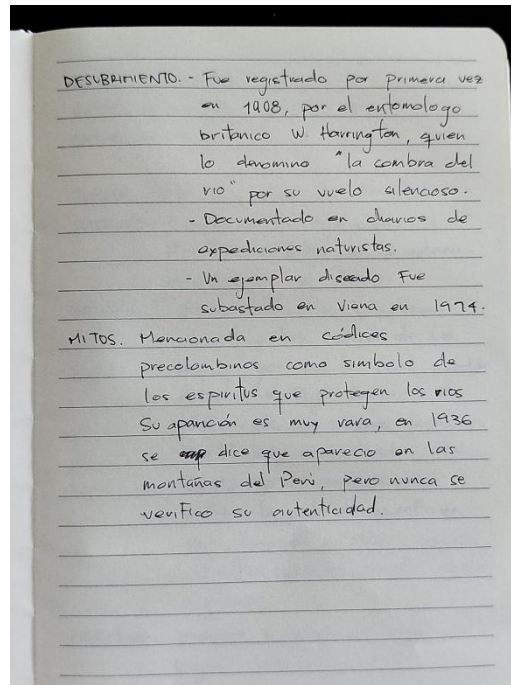 DESUBRIMIENTO. - Fue registrado por primera vez
en 1908, por el entomologo
britanico W. Harrington, quien
lo denomino "la combra del
rio" por su vuelo silencioso.
- Documentado en diarios de
expediciones naturistas.
- Un ejemplar disecado Fue
subastado en Viena en 1974.
MITOS. Mencionada en códices
precolombinos como simbolo de
los espiritus que protegen los rios
Su aparición es muy rara, en 1936
se dice que aparecio en las
montañas del Perú, pero nunca se
verifico su autenticidad.